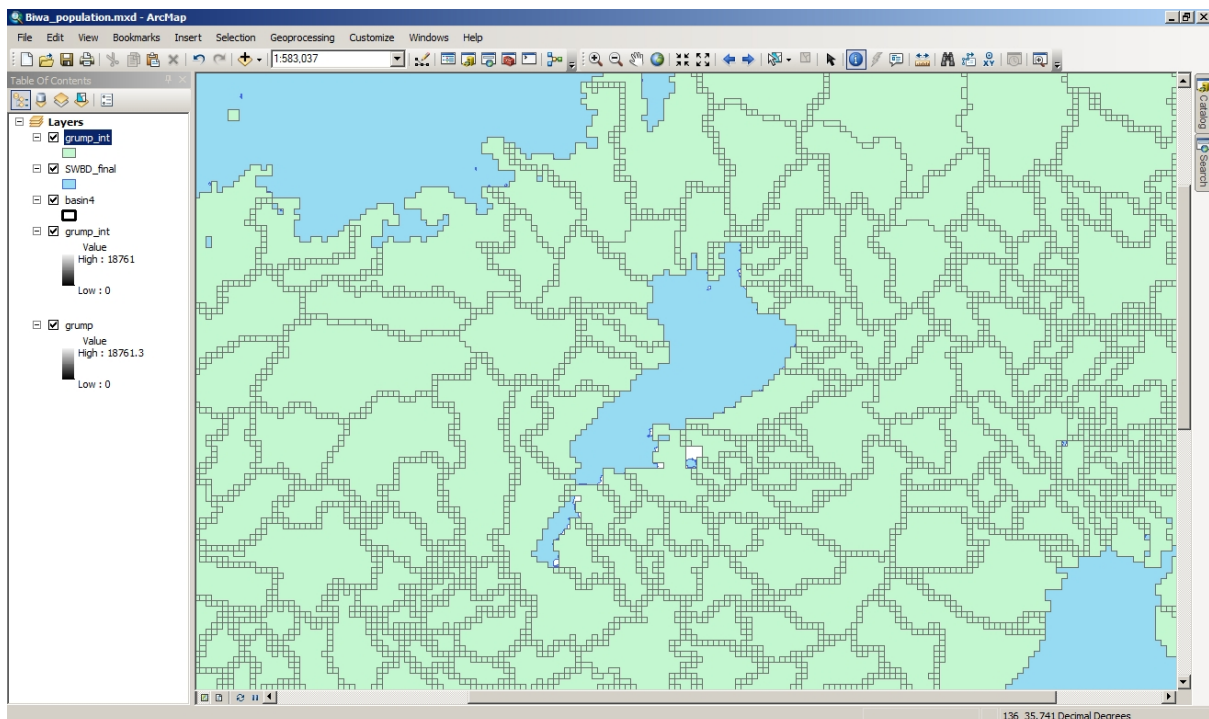 Biwa_population.mxd - ArcMap
File Edit View Bookmarks Insert Selection Geoprocessing Customize Windows Help
1:583,037
Table Of Contents
Layers
grump_int
SWBD_final
basin4
grump_int
Value
High : 18761
Low : 0
grump
Value
High : 18761.3
Low : 0
Catalog
Search
136 35.741 Decimal Degrees